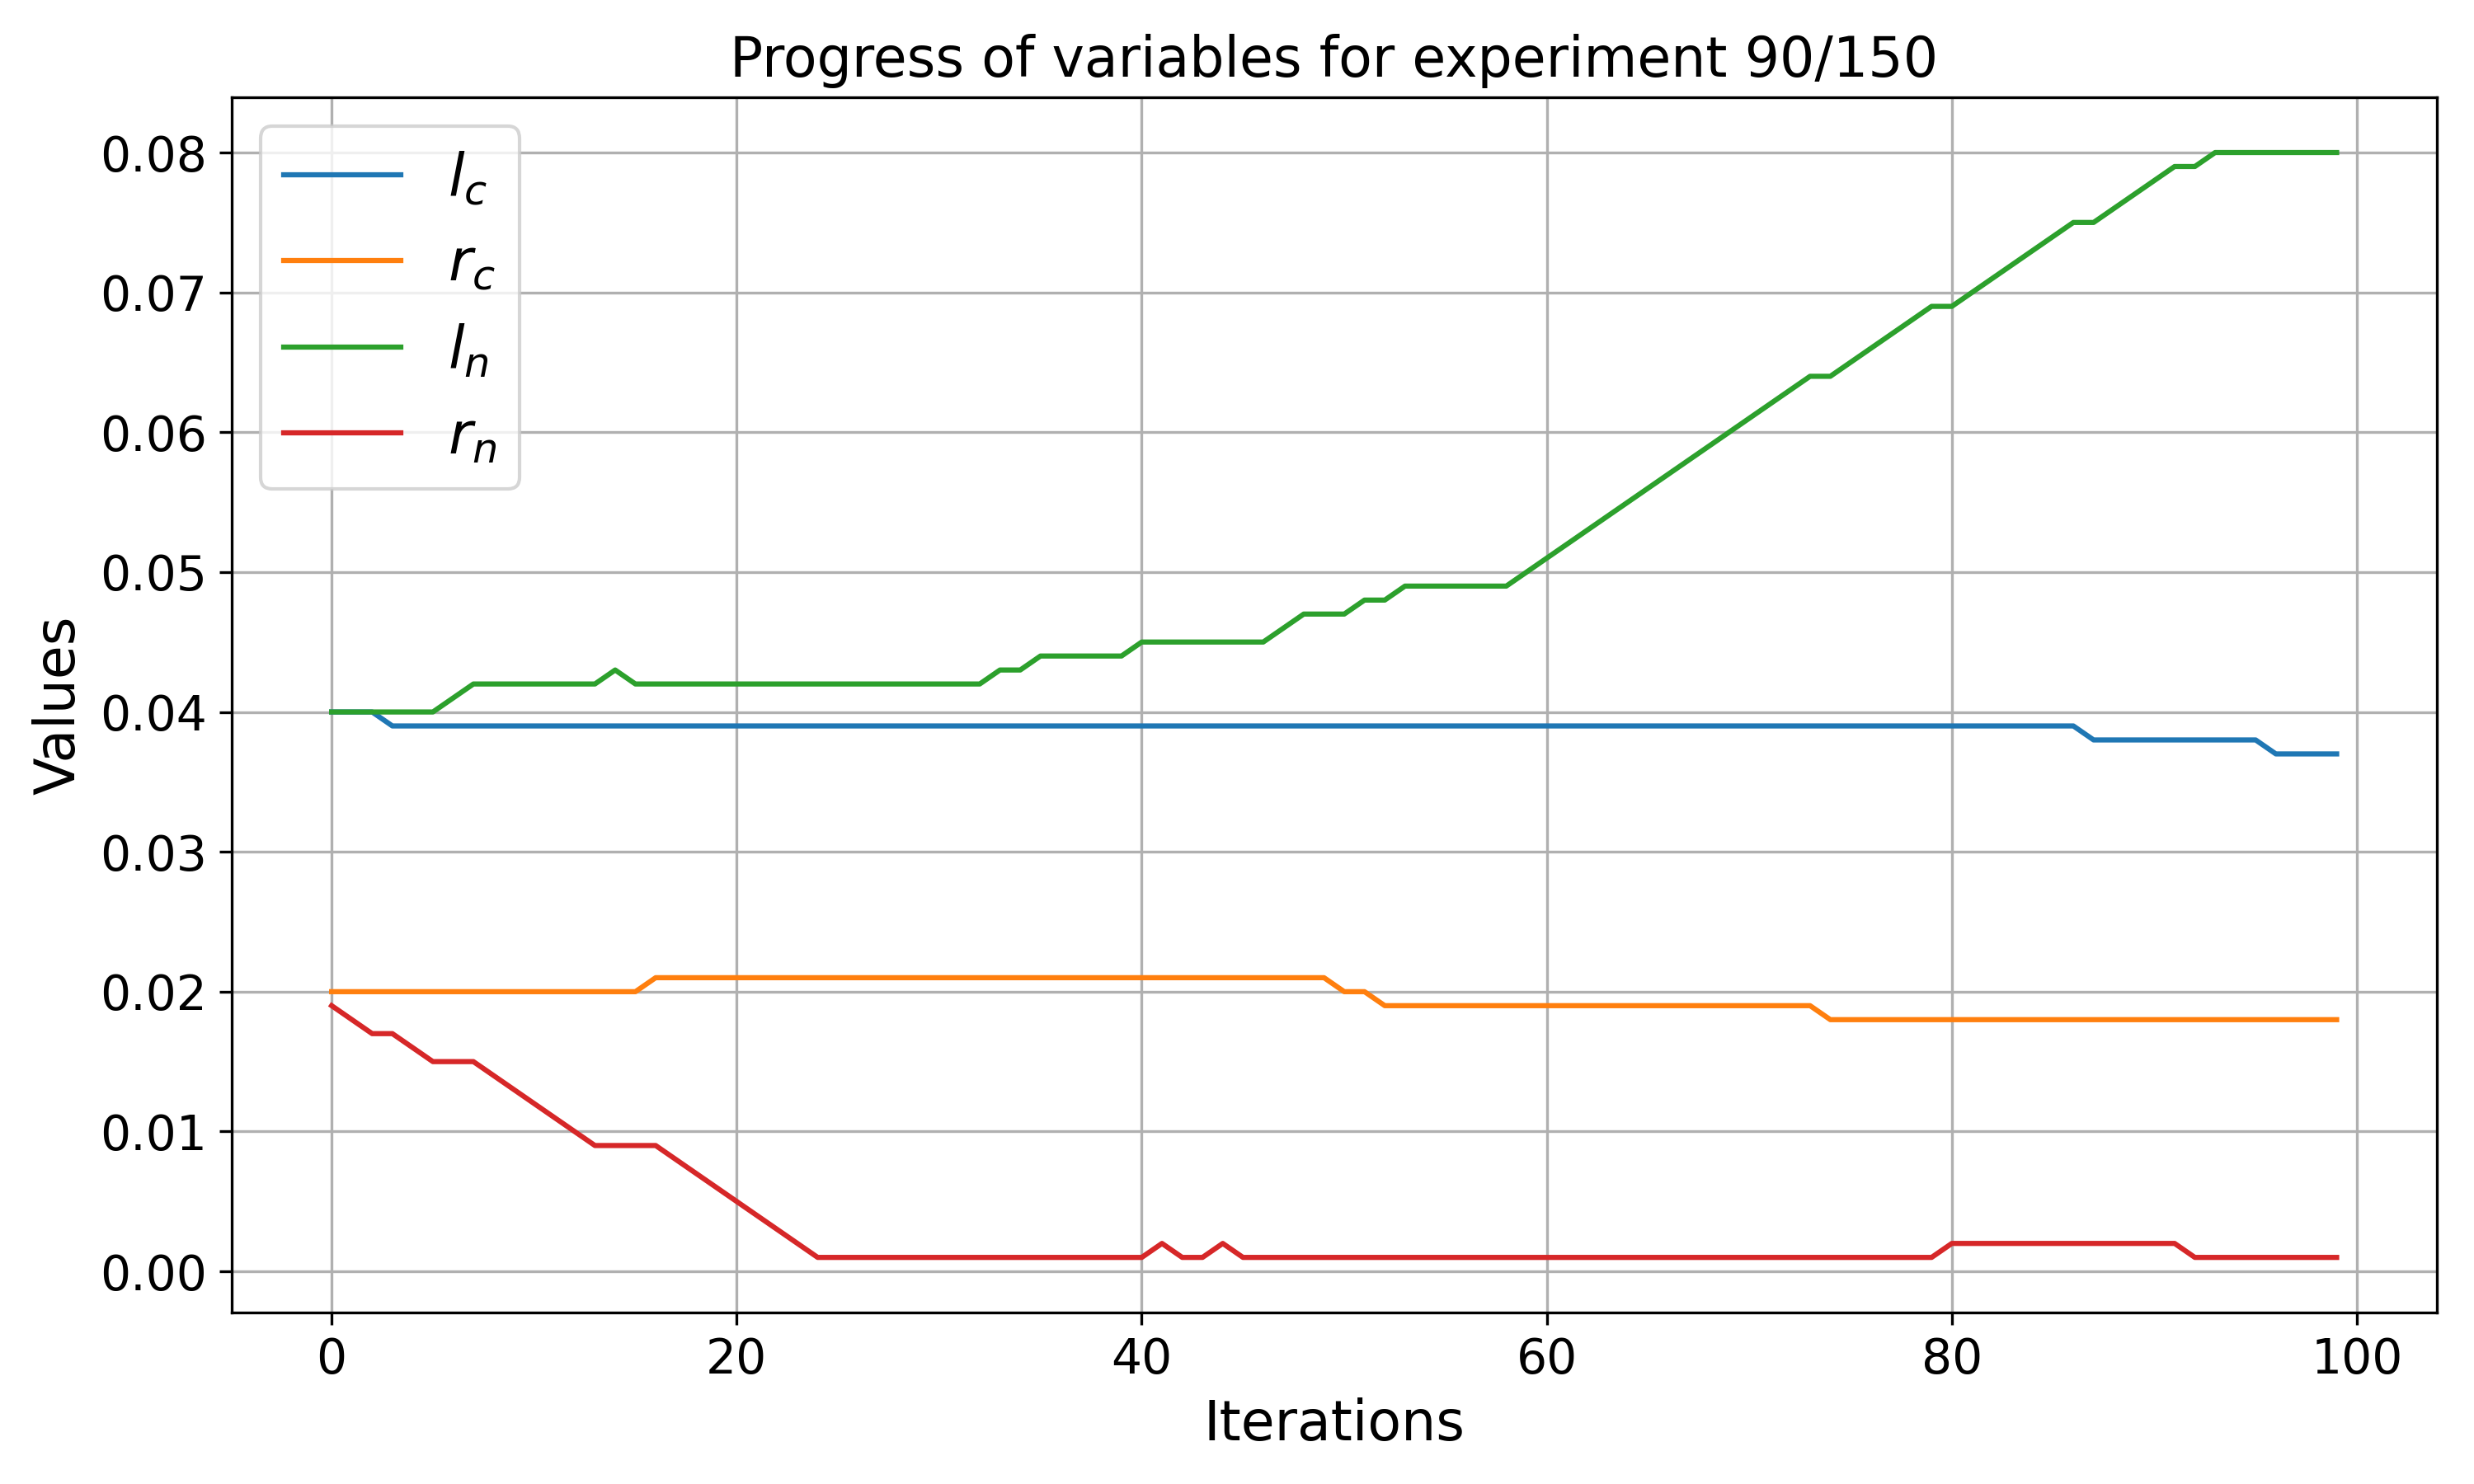 Progress of variables for experiment 90/150
l_c
r_c
l_n
r_n
Values
0.08
0.07
0.06
0.05
0.04
0.03
0.02
0.01
0.00
0 20 40 60 80 100
Iterations